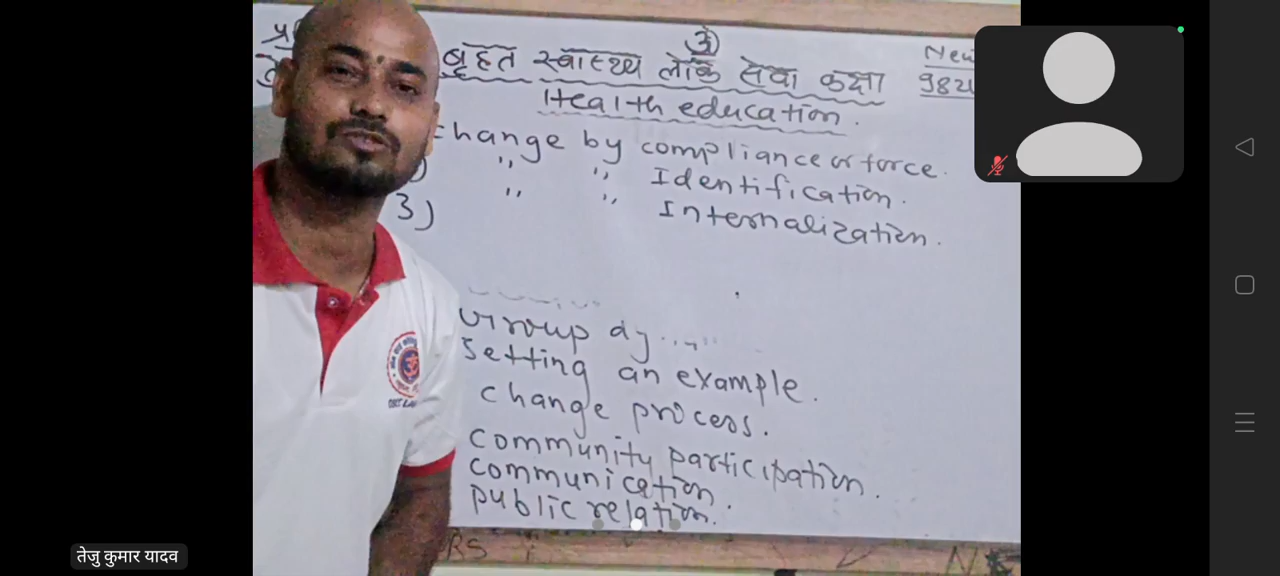 ॐ
बृहत स्वास्थ्य लोक सेवा कक्षा
Health education.
change by compliance or force.
,, ,, Identification.
3) ,, ,, Internalization.
Group
Setting an example.
change process.
community participation.
communication
public relation.
तेजु कुमार यादव